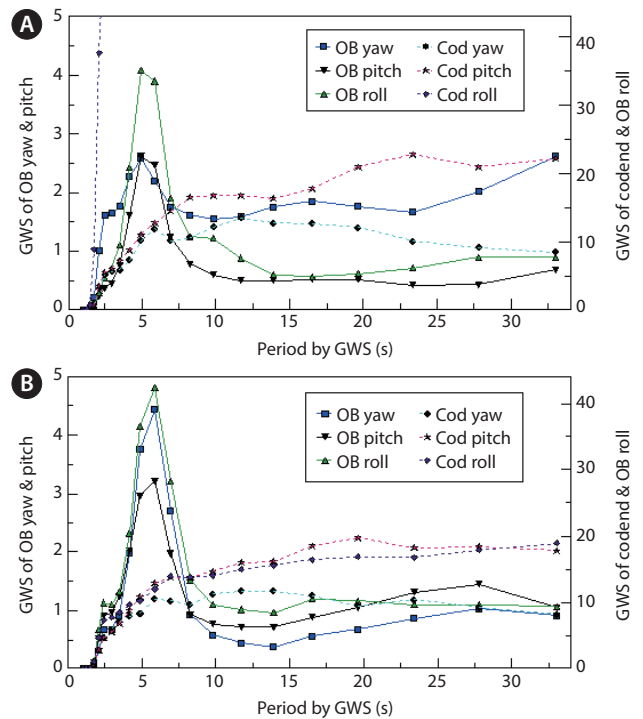 A
5
4
3
2
1
0
GWS of OB yaw & pitch
OB yaw
OB pitch
OB roll
Cod yaw
Cod pitch
Cod roll
40
30
20
10
0
GWS of codend & OB roll
0 5 10 15 20 25 30
Period by GWS (s)
B
5
4
3
2
1
0
GWS of OB yaw & pitch
OB yaw
OB pitch
OB roll
Cod yaw
Cod pitch
Cod roll
40
30
20
10
0
GWS of codend & OB roll
0 5 10 15 20 25 30
Period by GWS (s)